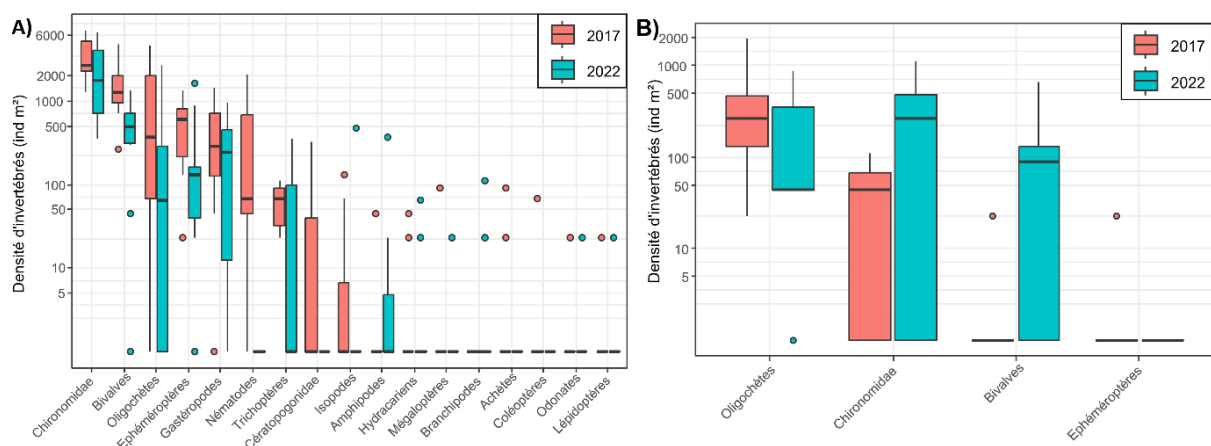 A)
Densité d'invertébrés (ind m²)
6000
2000
1000
500
100
50
10
5
2017
2022
Chironomidae
Bivalves
Oligochètes
Ephéméroptères
Gastéropodes
Nématodes
Trichoptères
Cératopogonidae
Isopodes
Amphipodes
Hydracariens
Mégaloptères
Branchipodes
Achètes
Coléoptères
Odonates
Lépidoptères
B)
Densité d'invertébrés (ind m²)
2000
1000
500
100
50
10
5
2017
2022
Oligochètes
Chironomidae
Bivalves
Ephéméroptères